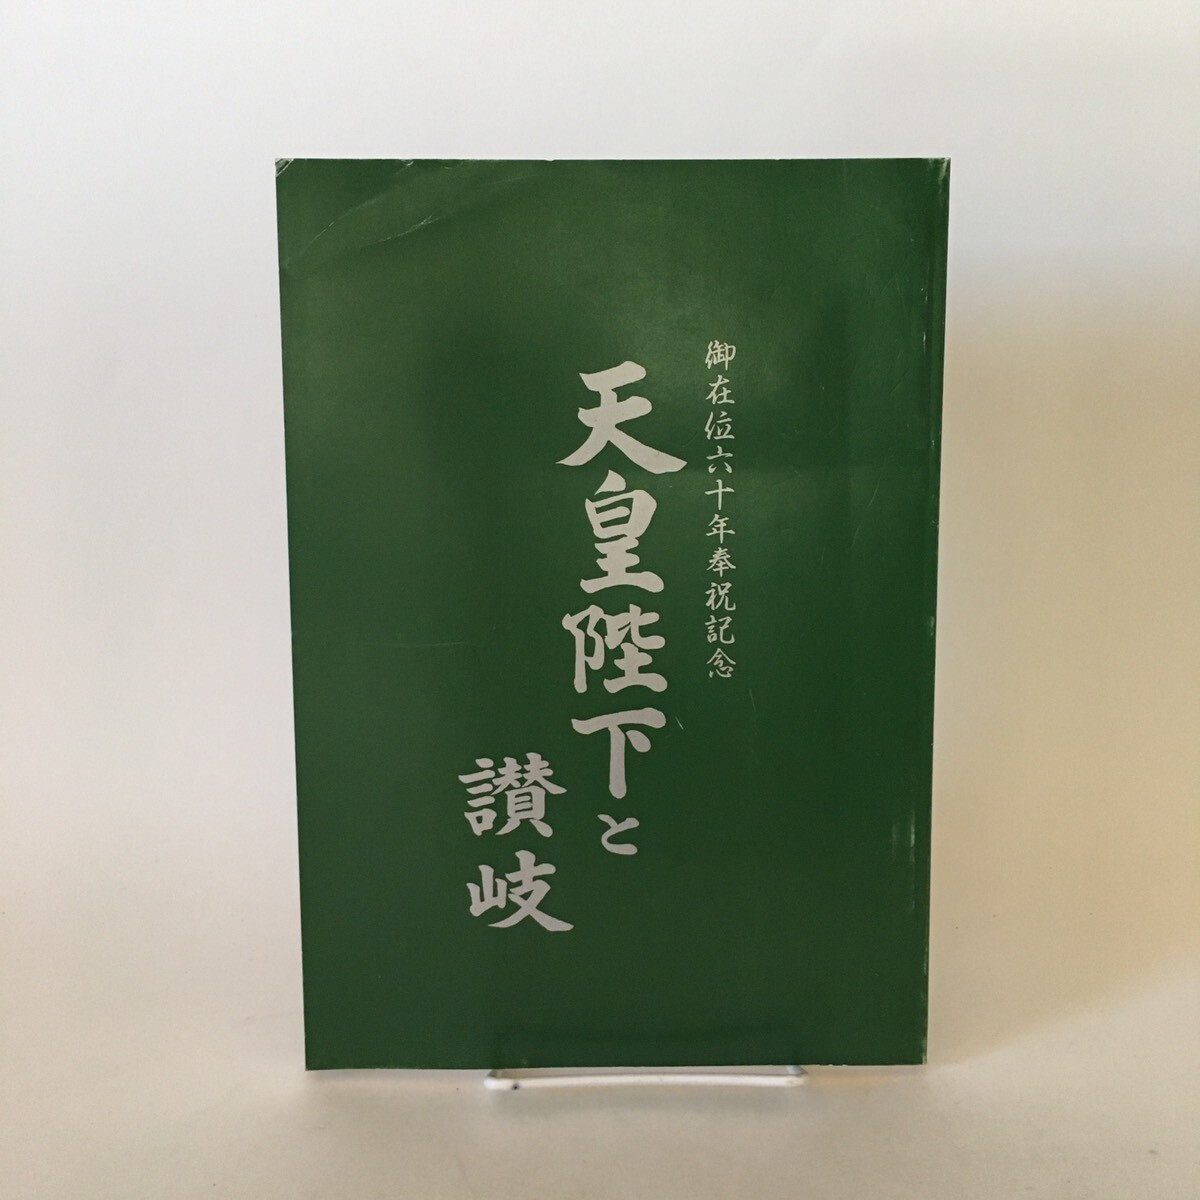 御在位六十年奉祝記念
天皇陛下と
讃岐